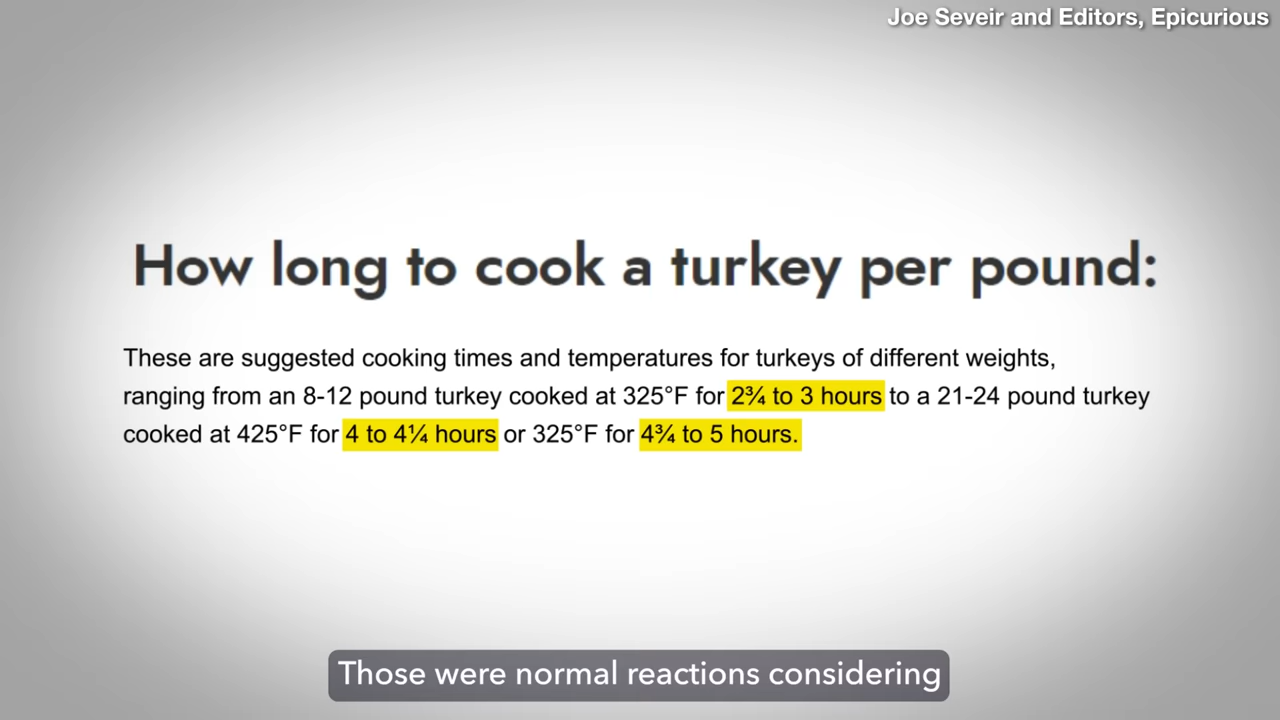 Joe Seveir and Editors, Epicurious
How long to cook a turkey per pound:
These are suggested cooking times and temperatures for turkeys of different weights,
ranging from an 8-12 pound turkey cooked at 325°F for 2¾ to 3 hours to a 21-24 pound turkey
cooked at 425°F for 4 to 4¼ hours or 325°F for 4¾ to 5 hours.
Those were normal reactions considering